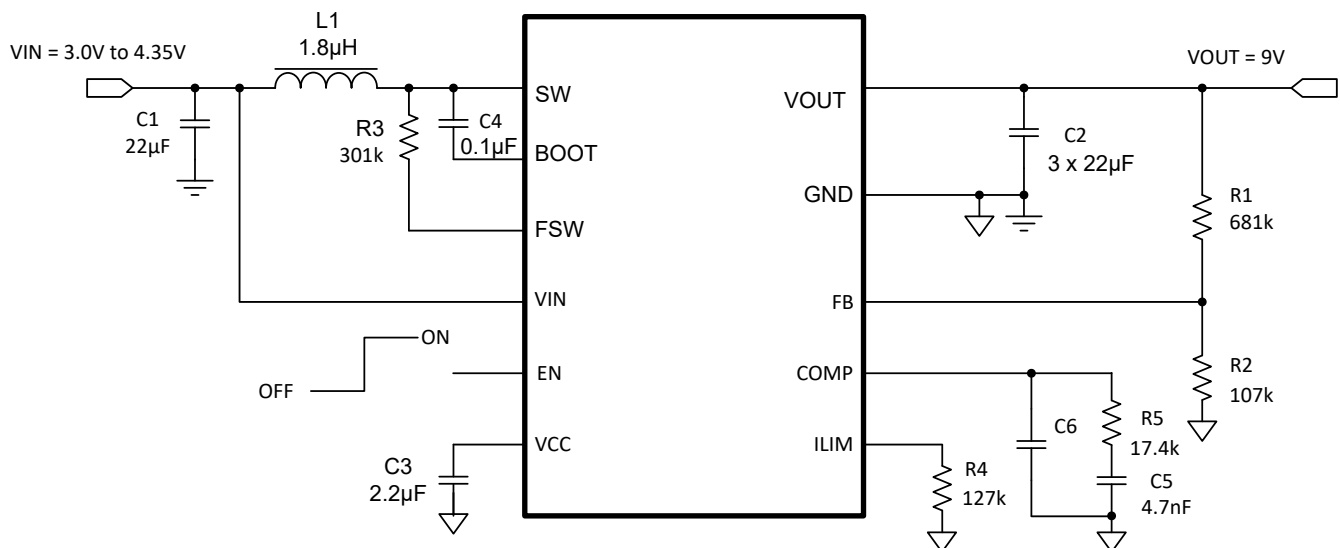 L1
1.8µH
VIN = 3.0V to 4.35V
VOUT = 9V
C1
22µF
R3
301k
C4
0.1µF
SW
BOOT
FSW
VIN
EN
VCC
VOUT
GND
FB
COMP
ILIM
C2
3 x 22µF
R1
681k
R2
107k
OFF
ON
C3
2.2µF
R4
127k
C6
R5
17.4k
C5
4.7nF